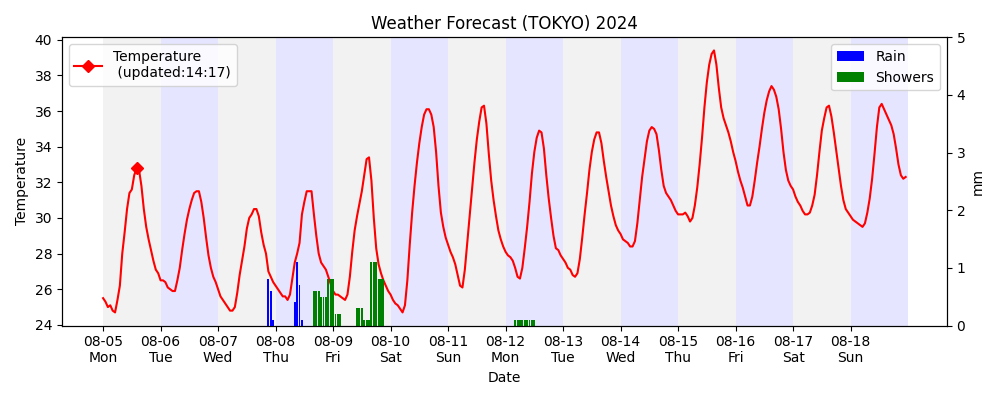 Weather Forecast (TOKYO) 2024
Temperature
(updated:14:17)
Rain
Showers
40
38
36
34
32
30
28
26
24
Temperature
5
4
3
2
1
0
mm
08-05 08-06 08-07 08-08 08-09 08-10 08-11 08-12 08-13 08-14 08-15 08-16 08-17 08-18
Mon Tue Wed Thu Fri Sat Sun Mon Tue Wed Thu Fri Sat Sun
Date